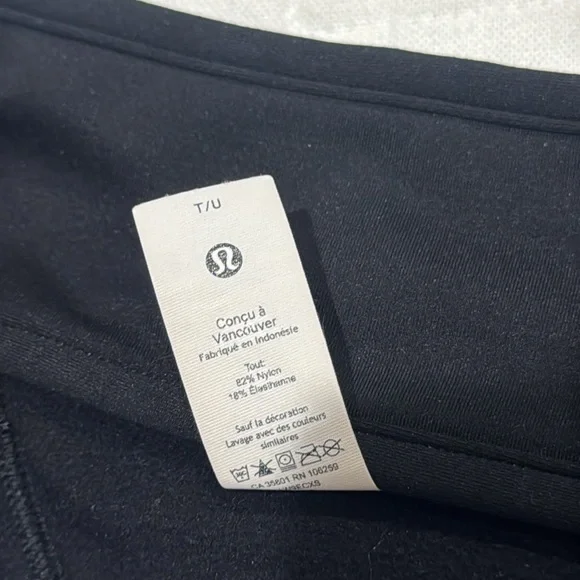 T/U
Conçu à
Vancouver
Fabriqué en Indonésie
Tout:
82% Nylon
18% Élasthanne
Sauf la décoration
Lavage avec des couleurs
similaires
CA 35801 RN 106259